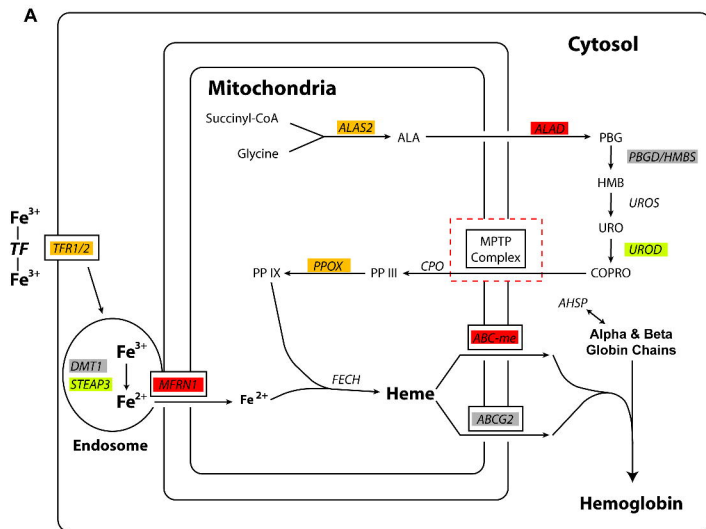 A
Cytosol
Mitochondria
Succinyl-CoA
Glycine
ALAS2
ALA
ALAD
PBG
PBGD/HMBS
HMB
UROS
URO
UROD
COPRO
MPTP
Complex
CPO
PP III
PPOX
PP IX
Fe3+
TF
Fe3+
TFR1/2
AHSP
Alpha & Beta
Globin Chains
ABC-me
DMT1
STEAP3
Fe3+
Fe2+
Endosome
MFRN1
Fe2+
FECH
Heme
ABCG2
Hemoglobin